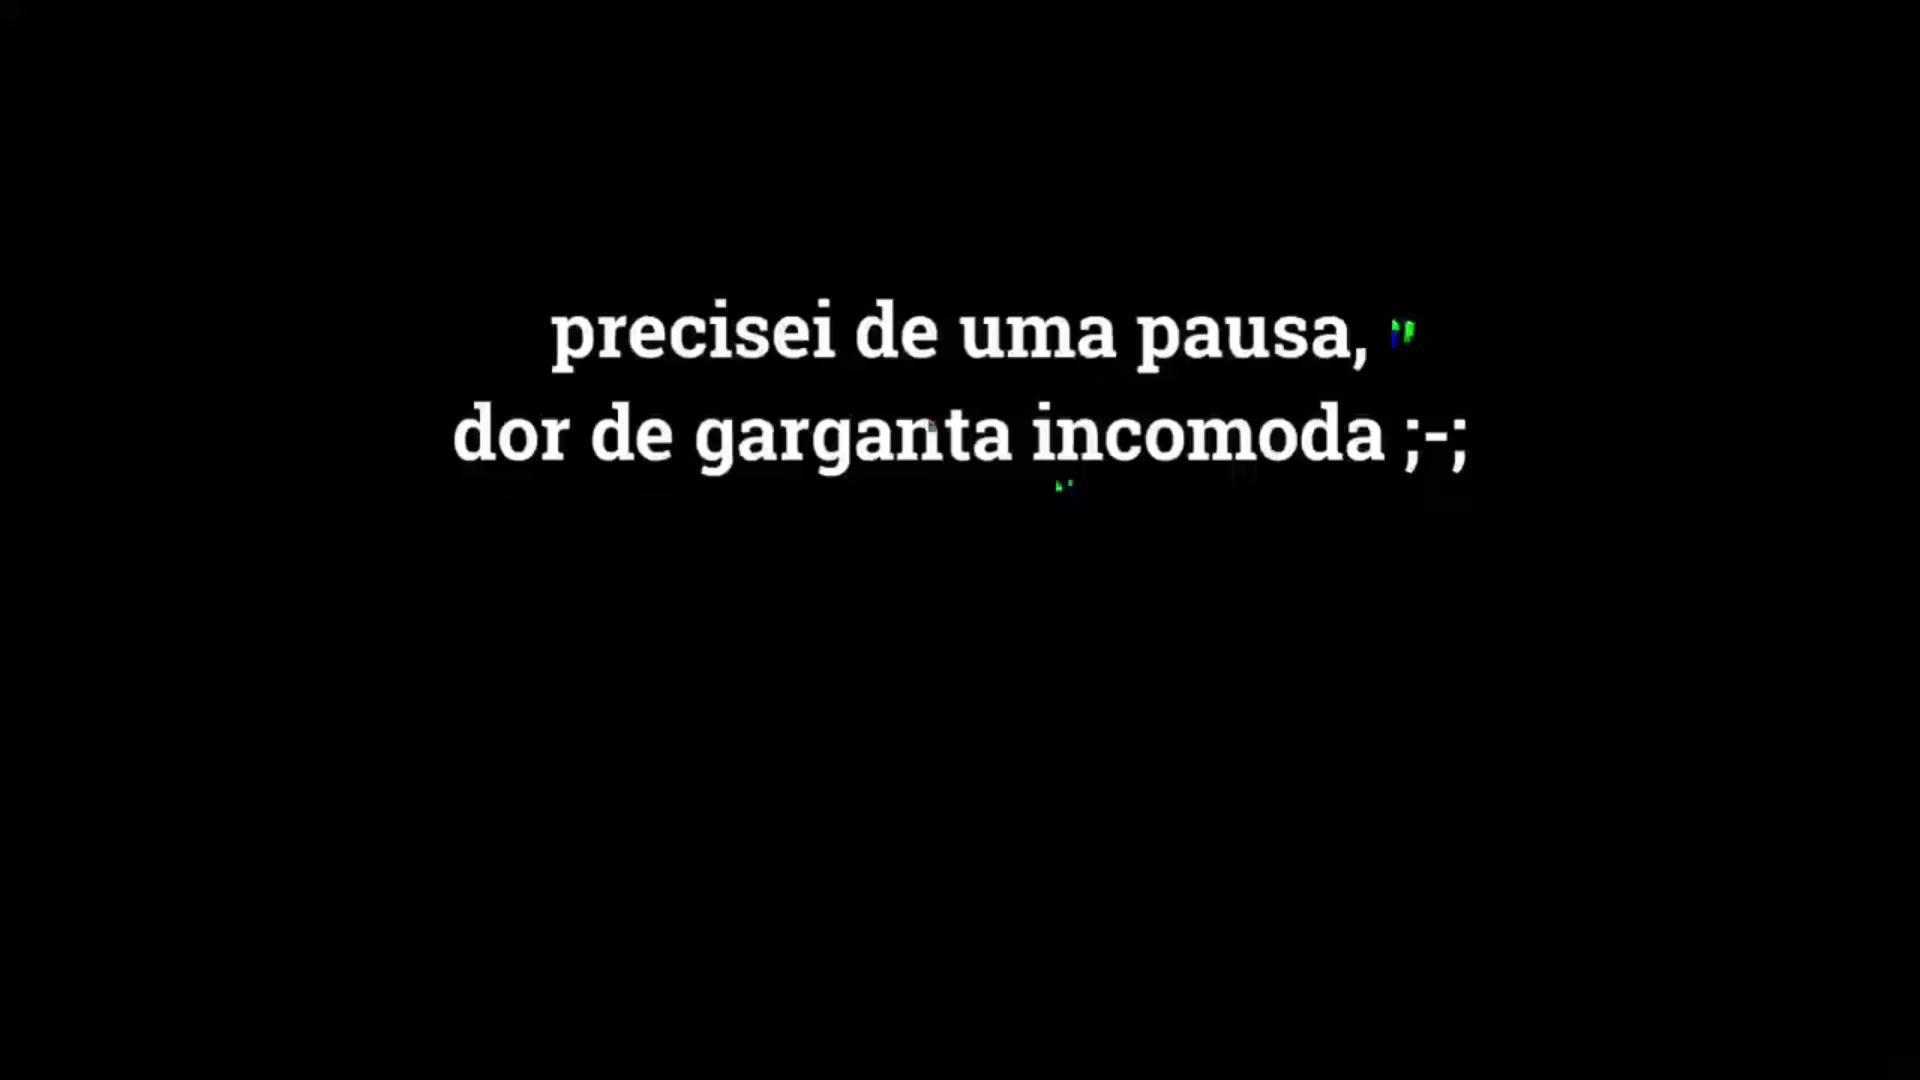 precisei de uma pausa,
dor de garganta incomoda ;-;